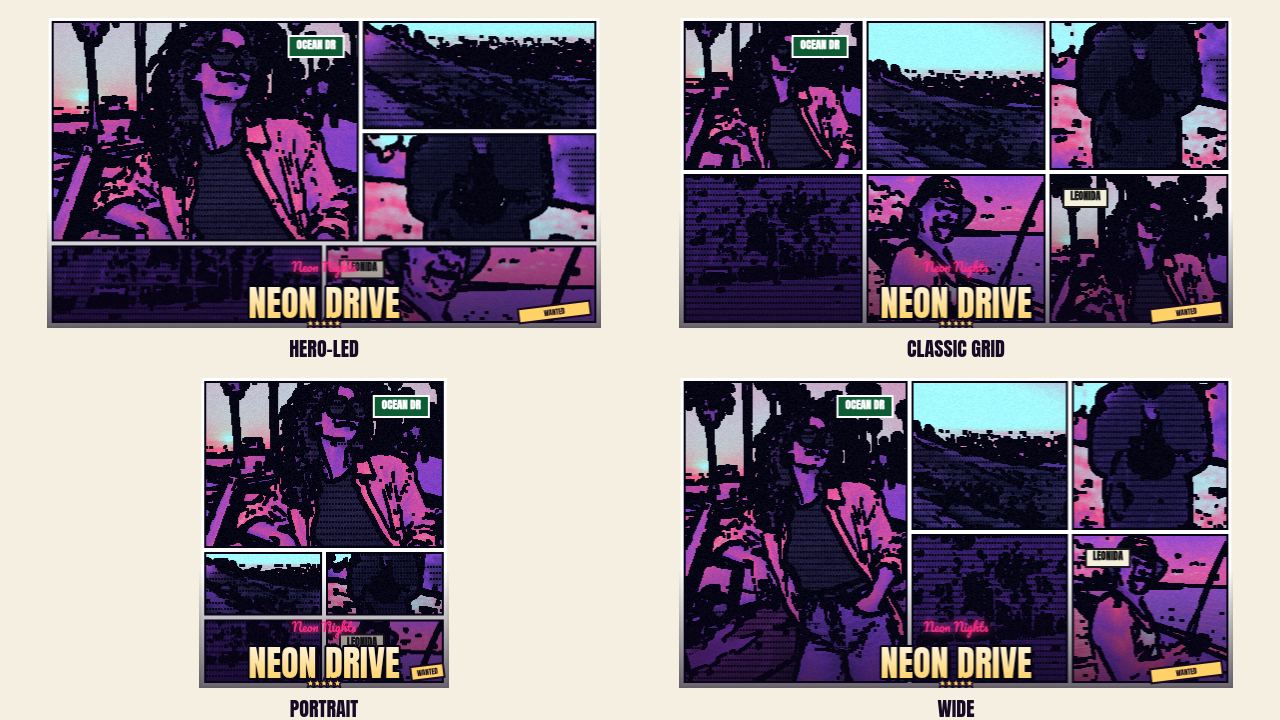 OCEAN DR
Neon Nights
LEONIDA
NEON DRIVE
WANTED
HERO-LED
OCEAN DR
LEONIDA
Neon Nights
NEON DRIVE
WANTED
CLASSIC GRID
OCEAN DR
Neon Nights
LEONIDA
NEON DRIVE
WANTED
PORTRAIT
OCEAN DR
LEONIDA
Neon Nights
NEON DRIVE
WANTED
WIDE